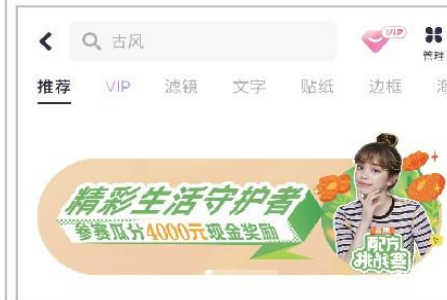 古风
VIP
管理
推荐 VIP 滤镜 文字 贴纸 边框
精彩生活守护者
参赛瓜分4000元现金奖励
配方
挑战赛